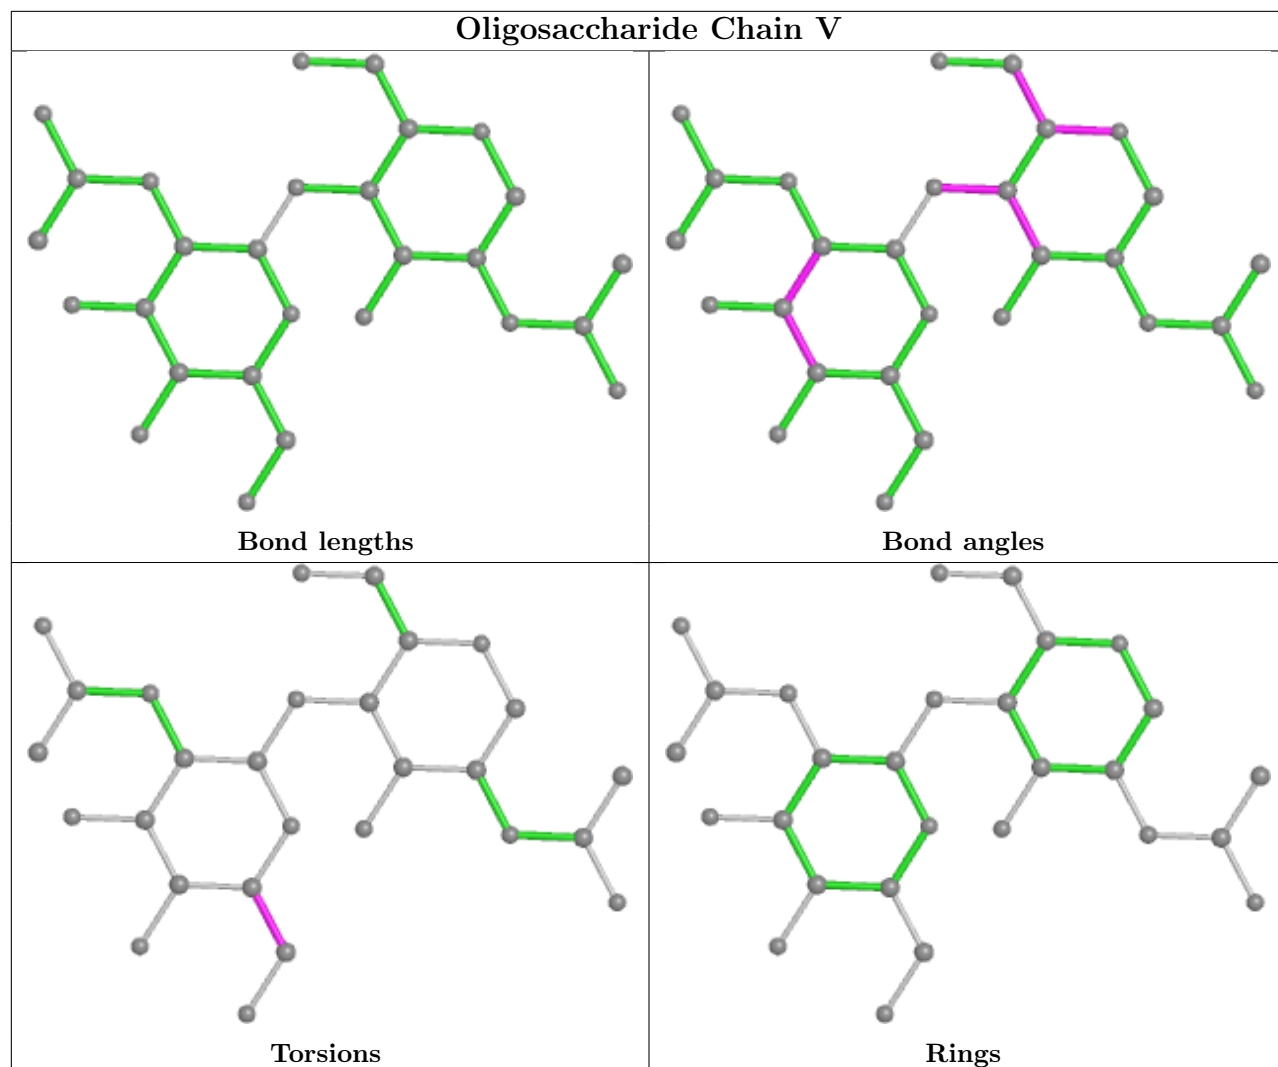 Oligosaccharide Chain V
Bond lengths
Bond angles
Torsions
Rings